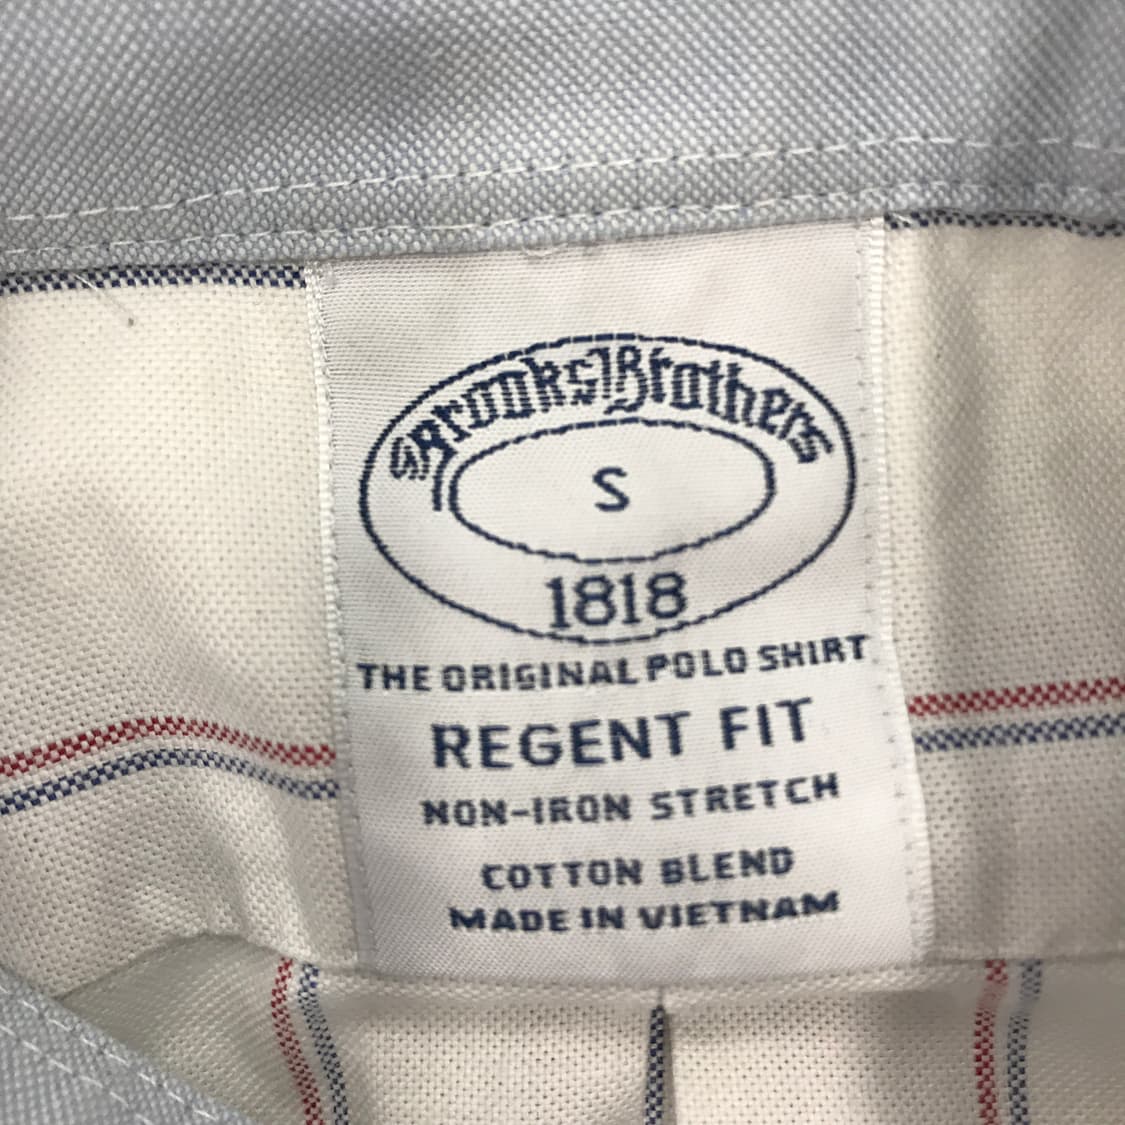 Brooks Brothers
S
1818
THE ORIGINAL POLO SHIRT
REGENT FIT
NON-IRON STRETCH
COTTON BLEND
MADE IN VIETNAM